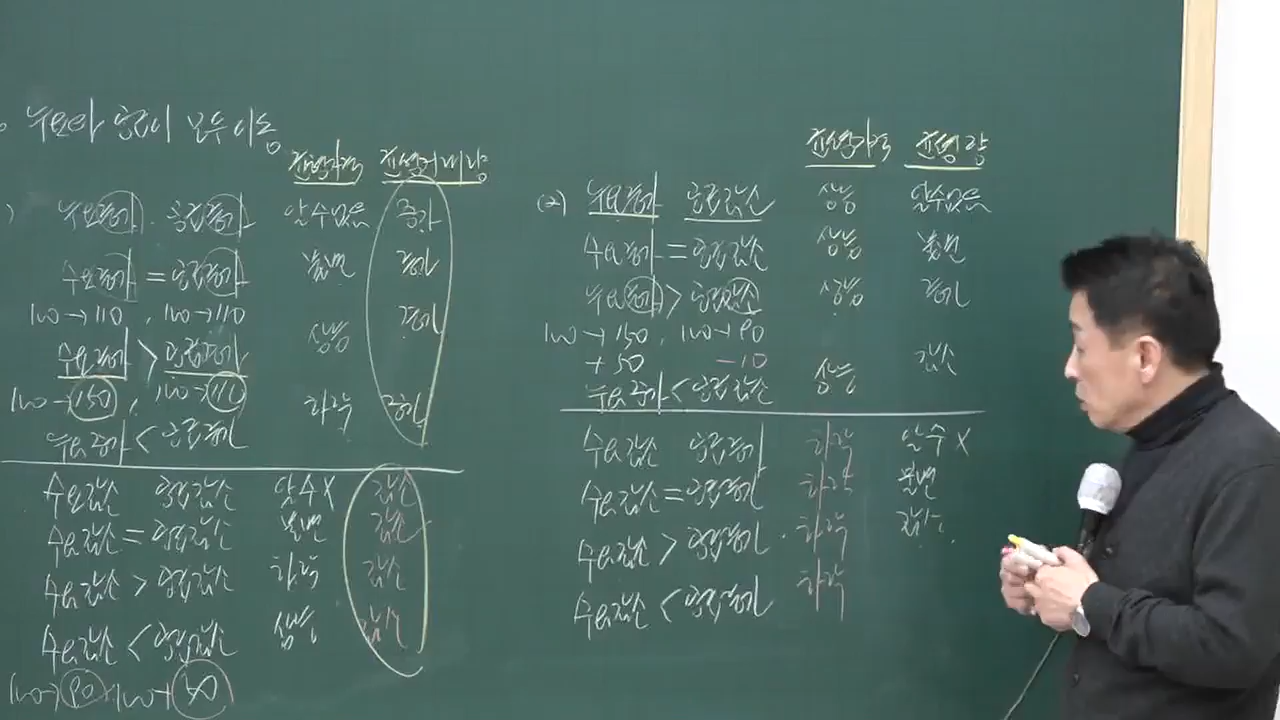 수요와 공급이 모두 이동
균형가격 균형거래량
수요증가 · 공급증가 알수없음 증가
수요증가 = 공급증가 불변 증가
100→110 , 100→110
수요증가 > 공급증가 상승 증가
100→150 , 100→110
수요증가 < 공급증가 하락 증가
수요감소 공급감소 알수X 감소
수요감소 = 공급감소 불변 감소
수요감소 > 공급감소 하락 감소
수요감소 < 공급감소 상승 감소
100→90 100→50
균형가격 균형량
(2) 수요증가 공급감소 상승 알수없음
수요증가 = 공급감소 상승 불변
수요증가 > 공급감소 상승 증가
100→150 , 100→90
+50 -10
수요증가 < 공급감소 상승 감소
수요감소 공급증가 하락 알수X
수요감소 = 공급증가 하락 불변
수요감소 > 공급증가 하락 감소
수요감소 < 공급증가 하락